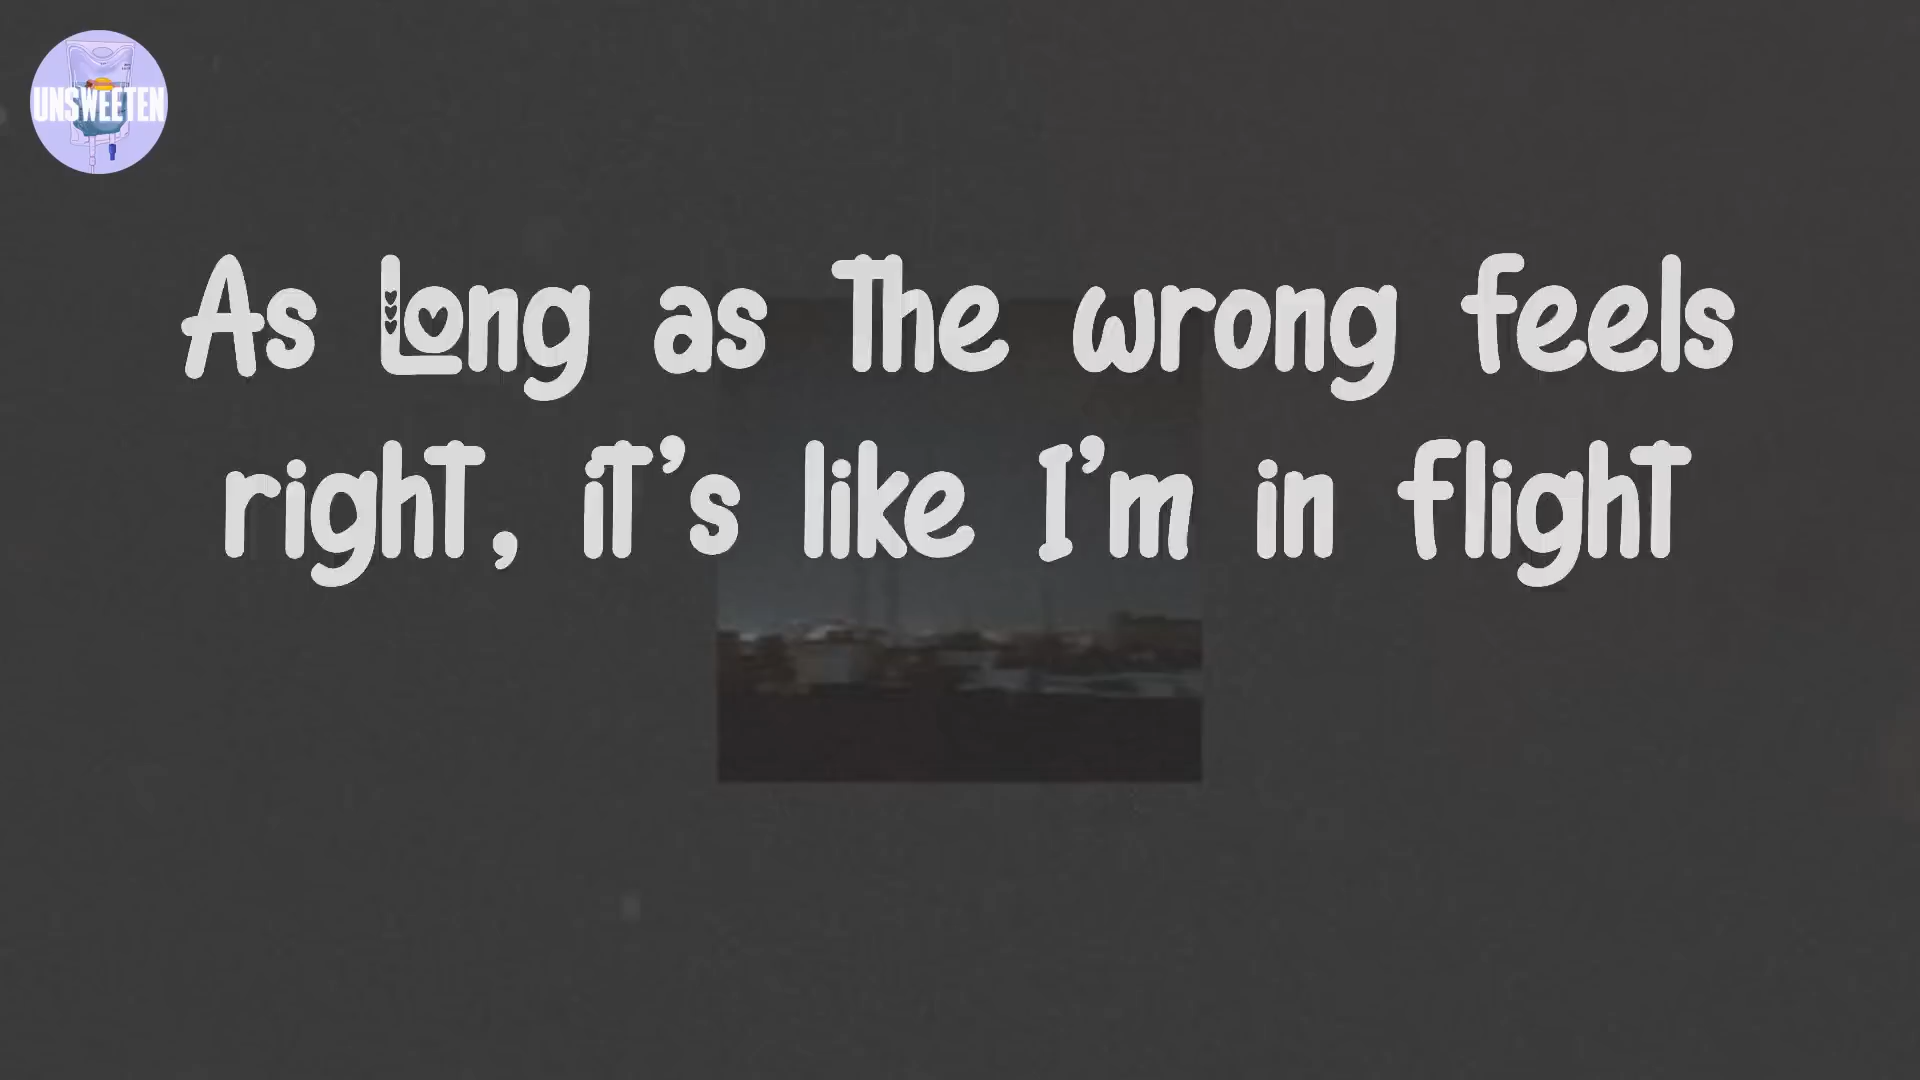 UNSWEETEN
As long as the wrong feels
right, it's like I'm in flight